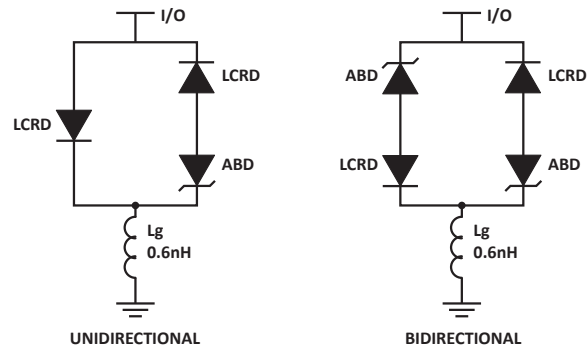 I/O
LCRD
LCRD
ABD
Lg
0.6nH
UNIDIRECTIONAL
I/O
ABD
LCRD
LCRD
ABD
Lg
0.6nH
BIDIRECTIONAL